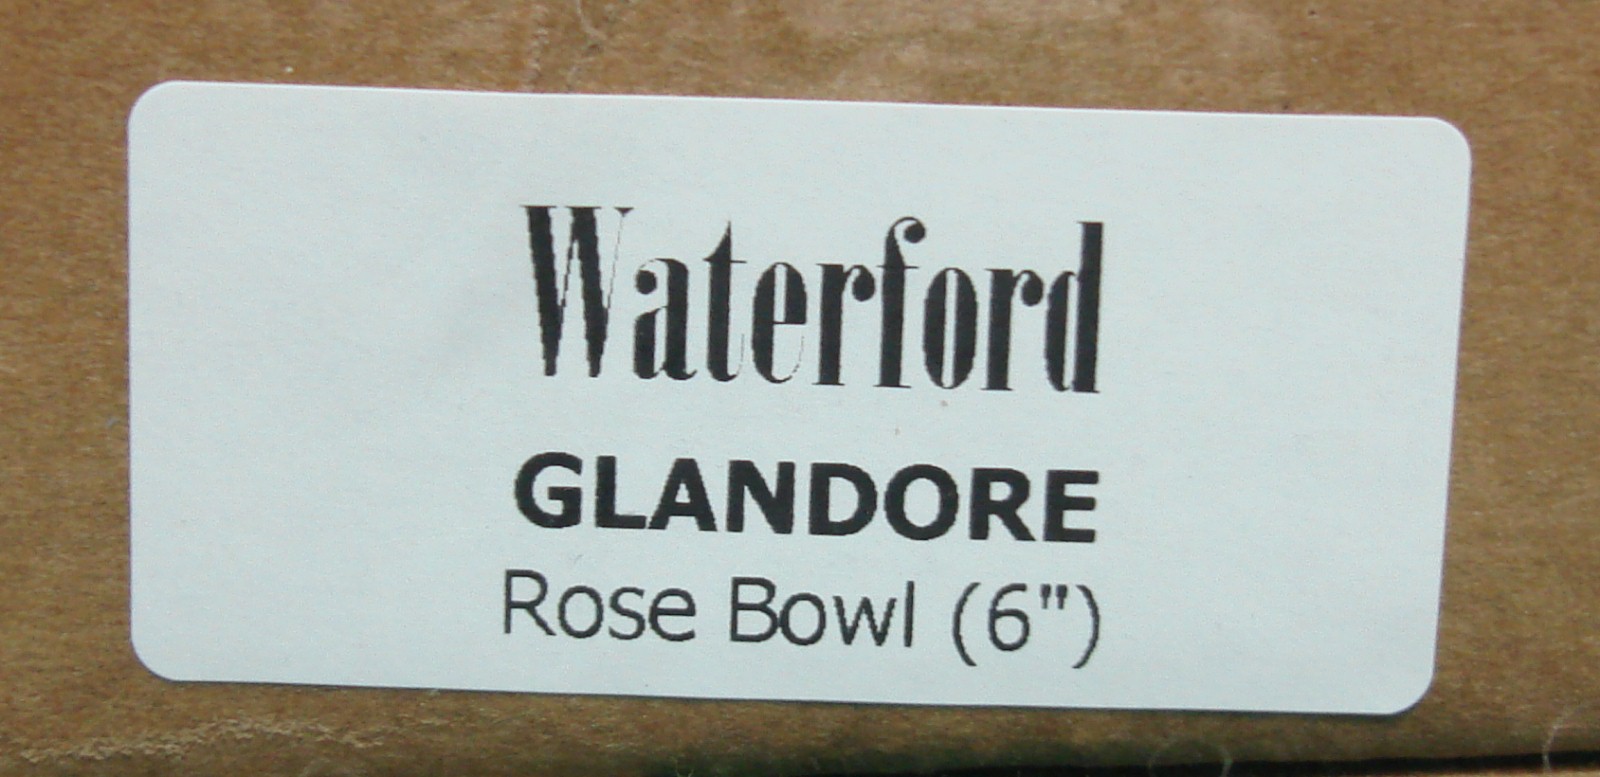 Waterford
GLANDORE
Rose Bowl (6")